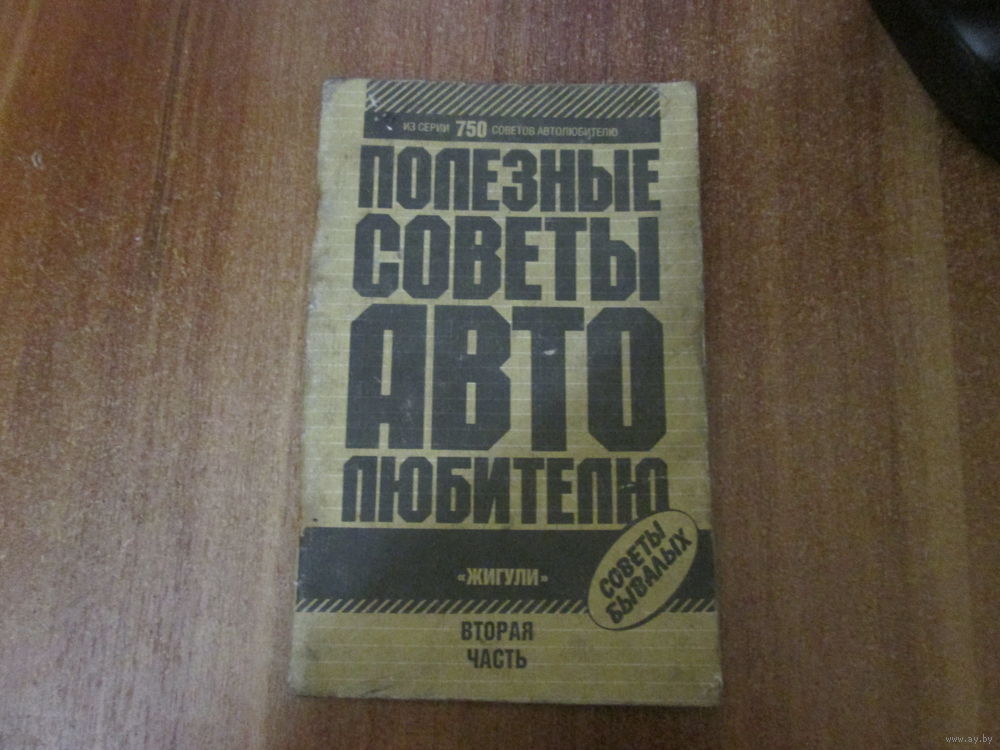 ИЗ СЕРИИ 750 СОВЕТОВ АВТОЛЮБИТЕЛЮ
ПОЛЕЗНЫЕ
СОВЕТЫ
АВТО
ЛЮБИТЕЛЮ
СОВЕТЫ
БЫВАЛЫХ
«ЖИГУЛИ»
ВТОРАЯ
ЧАСТЬ
www.ay.by